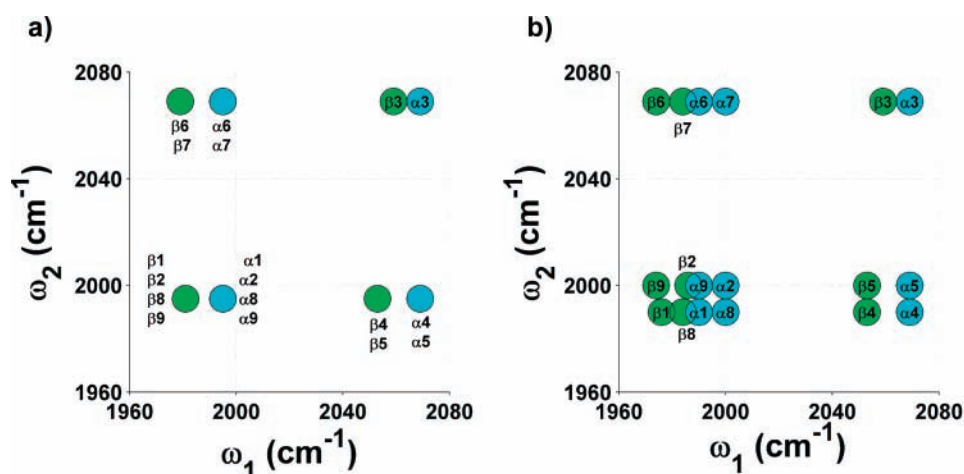 a)
2080
2040
2000
1960
ω2 (cm-1)
β6
β7
α6
α7
β3
α3
β1
β2
β8
β9
α1
α2
α8
α9
β4
β5
α4
α5
1960 2000 2040 2080
ω1 (cm-1)
b)
2080
2040
2000
1960
ω2 (cm-1)
β6 α6 α7
β7
β3 α3
β2
β9 α9 α2
β1 α1 α8
β8
β5 α5
β4 α4
1960 2000 2040 2080
ω1 (cm-1)